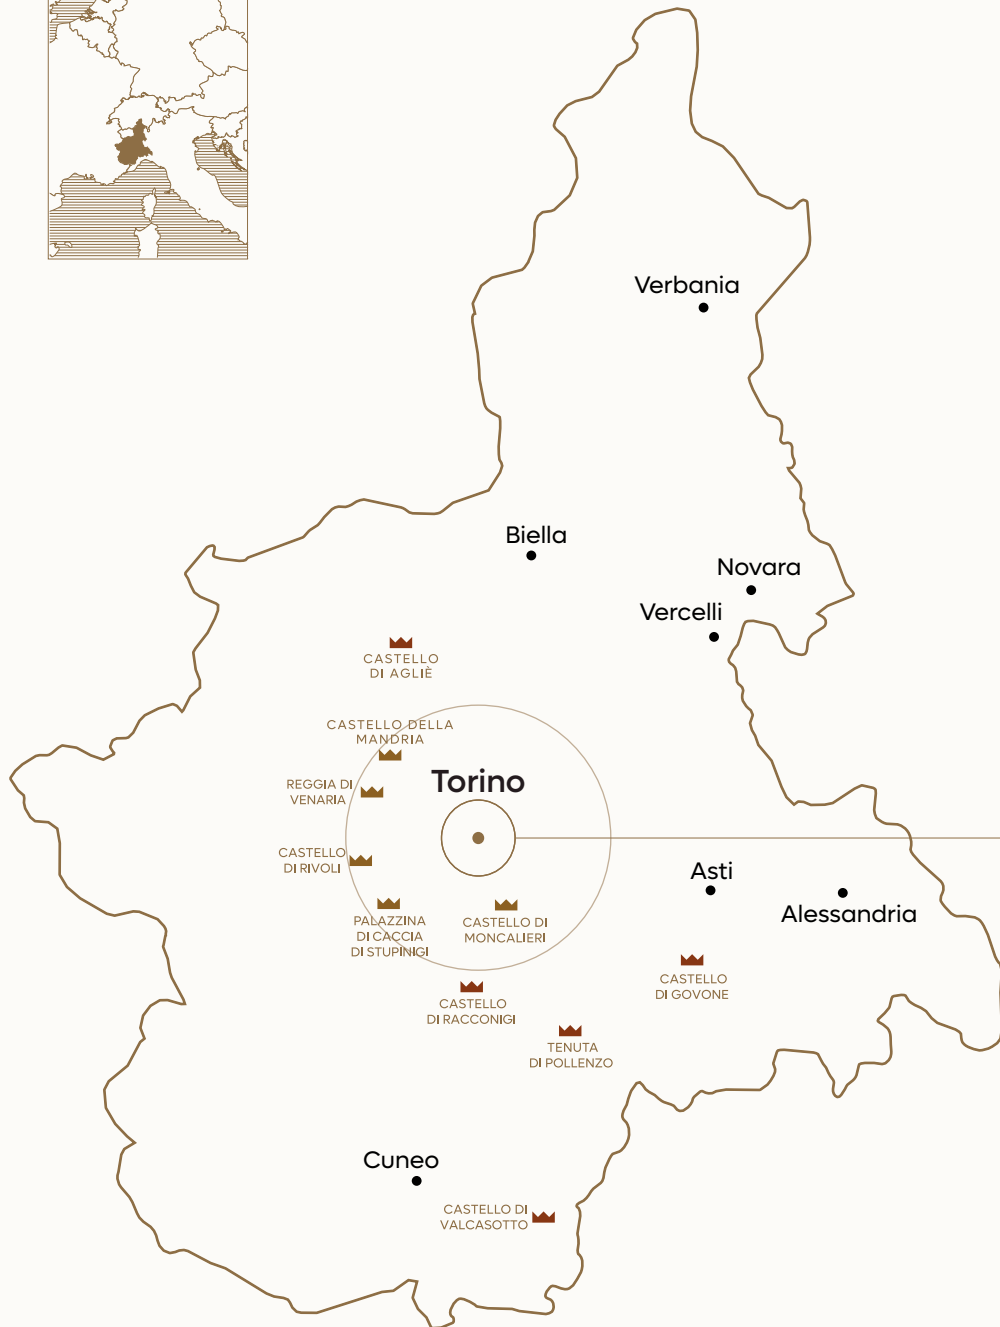 Verbania
Biella
Novara
Vercelli
CASTELLO
DI AGLIÈ
CASTELLO DELLA
MANDRIA
Torino
REGGIA DI
VENARIA
CASTELLO
DI RIVOLI
Asti
Alessandria
PALAZZINA
DI CACCIA
DI STUPINIGI
CASTELLO DI
MONCALIERI
CASTELLO
DI GOVONE
CASTELLO
DI RACCONIGI
TENUTA
DI POLLENZO
Cuneo
CASTELLO DI
VALCASOTTO